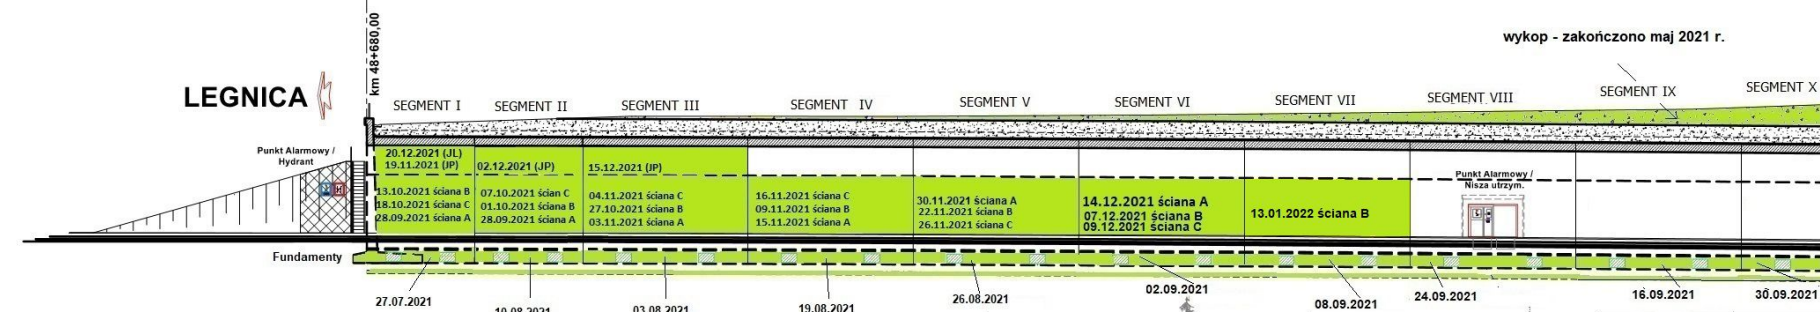 wykop - zakończono maj 2021 r.
km 48+680,00
LEGNICA
SEGMENT I
SEGMENT II
SEGMENT III
SEGMENT IV
SEGMENT V
SEGMENT VI
SEGMENT VII
SEGMENT VIII
SEGMENT IX
SEGMENT X
Punkt Alarmowy /
Hydrant
20.12.2021 (JL)
19.11.2021 (JP)
13.10.2021 ściana B
18.10.2021 ściana C
28.09.2021 ściana A
02.12.2021 (JP)
07.10.2021 ścian C
01.10.2021 ściana B
28.09.2021 ściana A
15.12.2021 (JP)
04.11.2021 ściana C
27.10.2021 ściana B
03.11.2021 ściana A
16.11.2021 ściana C
09.11.2021 ściana B
15.11.2021 ściana A
30.11.2021 ściana A
22.11.2021 ściana B
26.11.2021 ściana C
14.12.2021 ściana A
07.12.2021 ściana B
09.12.2021 ściana C
13.01.2022 ściana B
Punkt Alarmowy /
Nisza utrzym.
H
Fundamenty
27.07.2021
10.08.2021
03.08.2021
19.08.2021
26.08.2021
02.09.2021
08.09.2021
24.09.2021
16.09.2021
30.09.2021